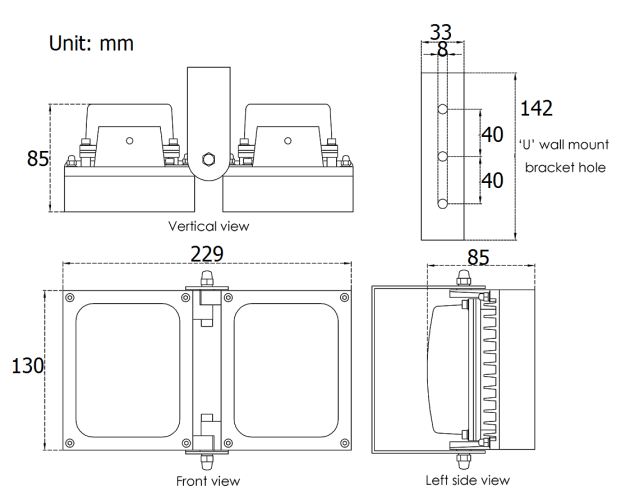 Unit: mm
33
8
142
40
40
'U' wall mount
bracket hole
85
Vertical view
229
85
130
Front view
Left side view